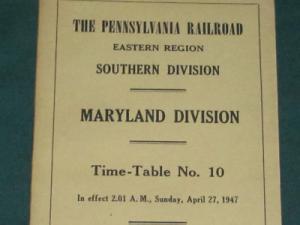 THE PENNSYLVANIA RAILROAD
EASTERN REGION
SOUTHERN DIVISION
MARYLAND DIVISION
Time-Table No. 10
In effect 2.01 A. M., Sunday, April 27, 1947